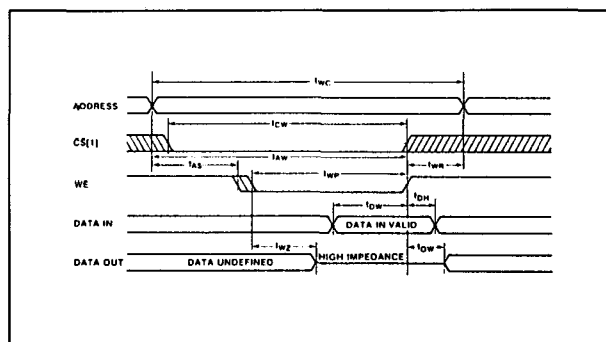 tWC
ADDRESS
tCW
CS[1]
tAW
tAS
tWR
tWP
WE
tDW
tDH
DATA IN
DATA IN VALID
tWZ
tOW
DATA OUT
DATA UNDEFINED
HIGH IMPEDANCE